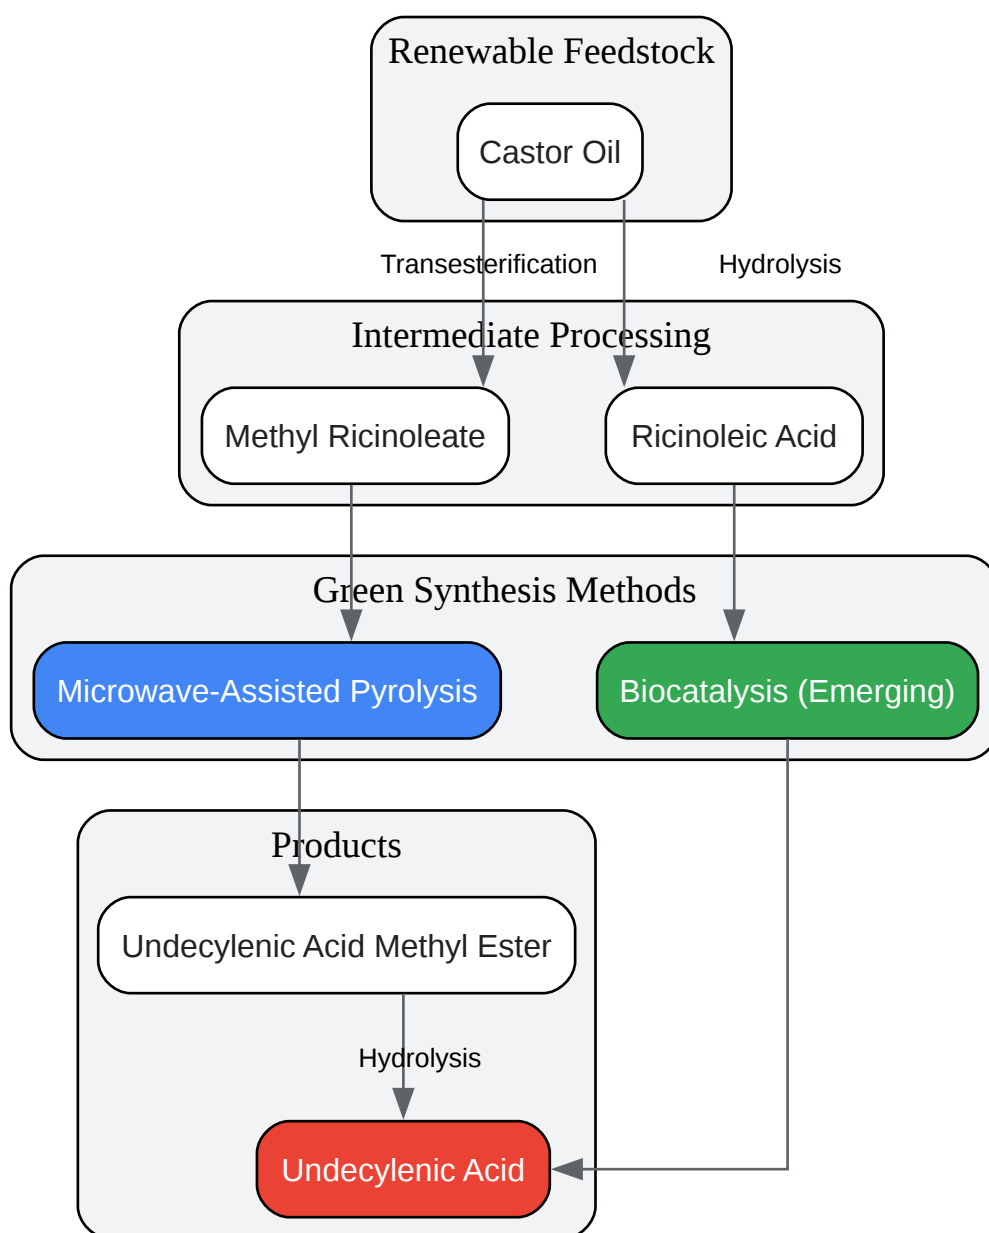 Renewable Feedstock
Castor Oil
Transesterification
Hydrolysis
Intermediate Processing
Methyl Ricinoleate
Ricinoleic Acid
Green Synthesis Methods
Microwave-Assisted Pyrolysis
Biocatalysis (Emerging)
Products
Undecylenic Acid Methyl Ester
Hydrolysis
Undecylenic Acid